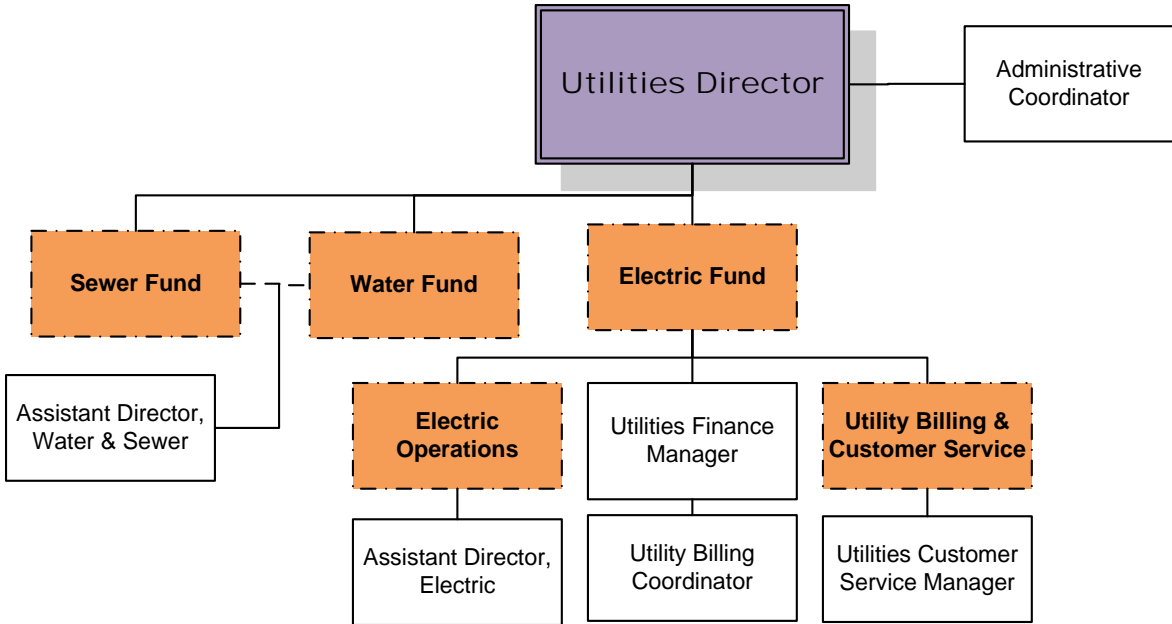 Utilities Director
Administrative
Coordinator
Sewer Fund
Water Fund
Electric Fund
Assistant Director,
Water & Sewer
Electric
Operations
Utilities Finance
Manager
Utility Billing &
Customer Service
Assistant Director,
Electric
Utility Billing
Coordinator
Utilities Customer
Service Manager